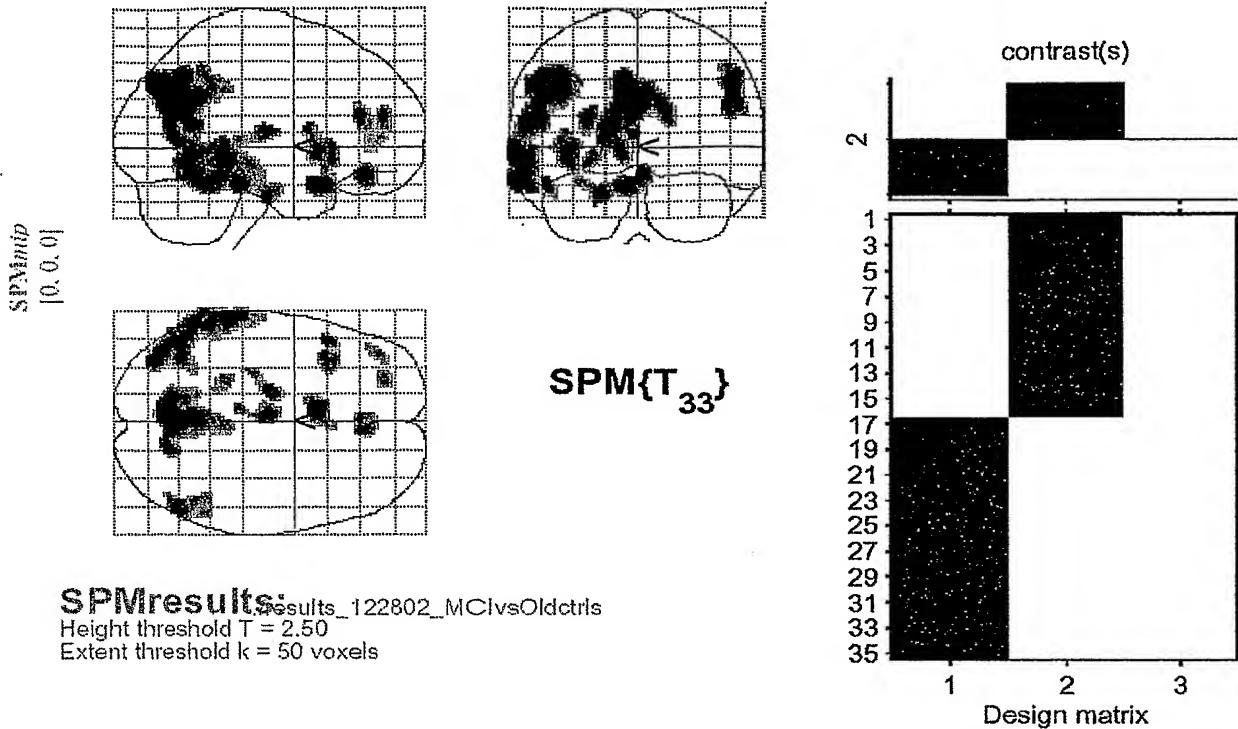 SPMmip
[0, 0, 0]
SPM{T33}
SPMresults: .results_122802_MCIvsOldctrls
Height threshold T = 2.50
Extent threshold k = 50 voxels
contrast(s)
2
1
3
5
7
9
11
13
15
17
19
21
23
25
27
29
31
33
35
1 2 3
Design matrix